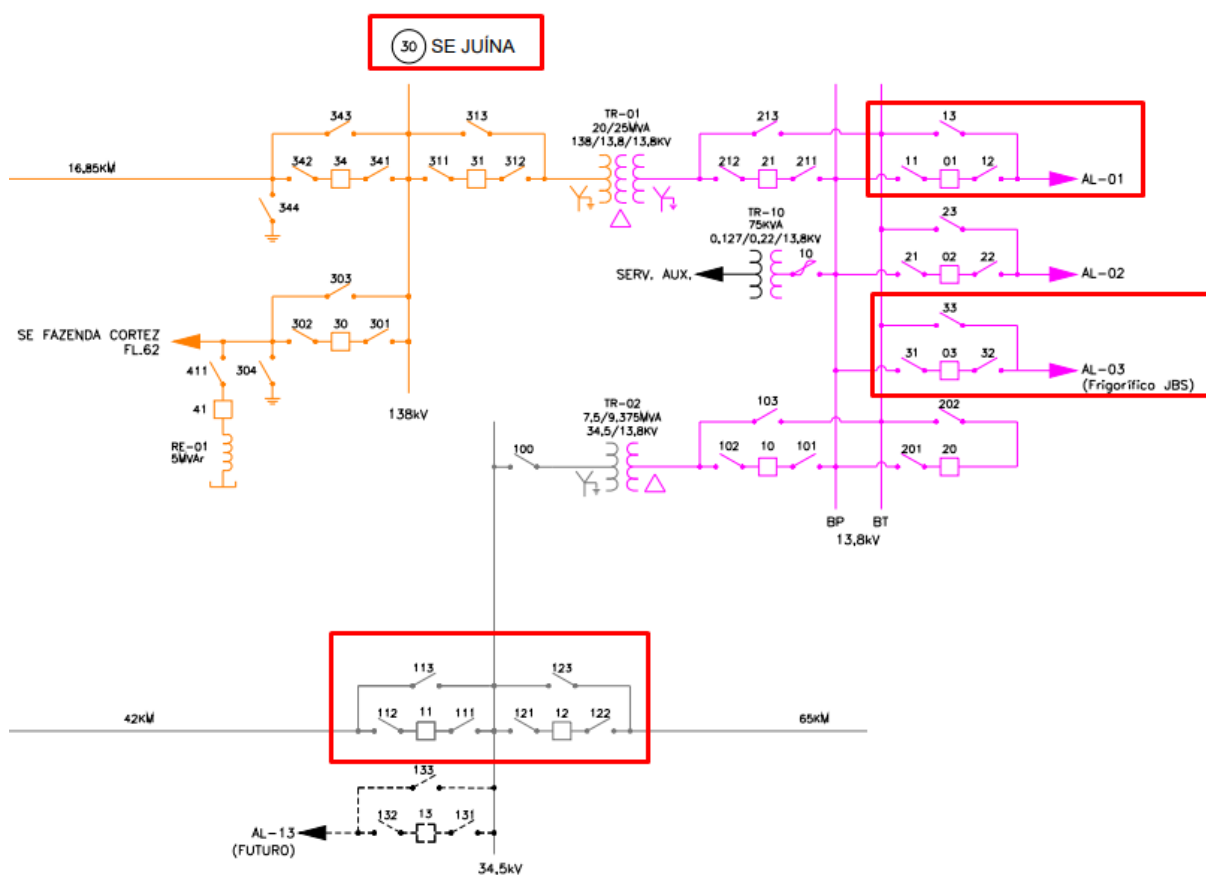 30 SE JUÍNA
343
313
TR-01
20/25MVA
138/13,8/13,8KV
213
13
16,85KM
342 34 341
311 31 312
212 21 211
11 01 12
AL-01
344
TR-10
75KVA
0,127/0,22/13,8KV
10
23
SERV. AUX.
21 02 22
AL-02
303
SE FAZENDA CORTEZ
FL.62
302 30 301
33
31 03 32
AL-03
(Frigorífico JBS)
411
304
41
138kV
RE-01
5MVAr
TR-02
7,5/9,375MVA
34,5/13,8KV
103
202
100
102 10 101
201 20
BP BT
13,8kV
113
123
42KM
112 11 111
121 12 122
65KM
133
AL-13
(FUTURO)
132 13 131
34,5kV